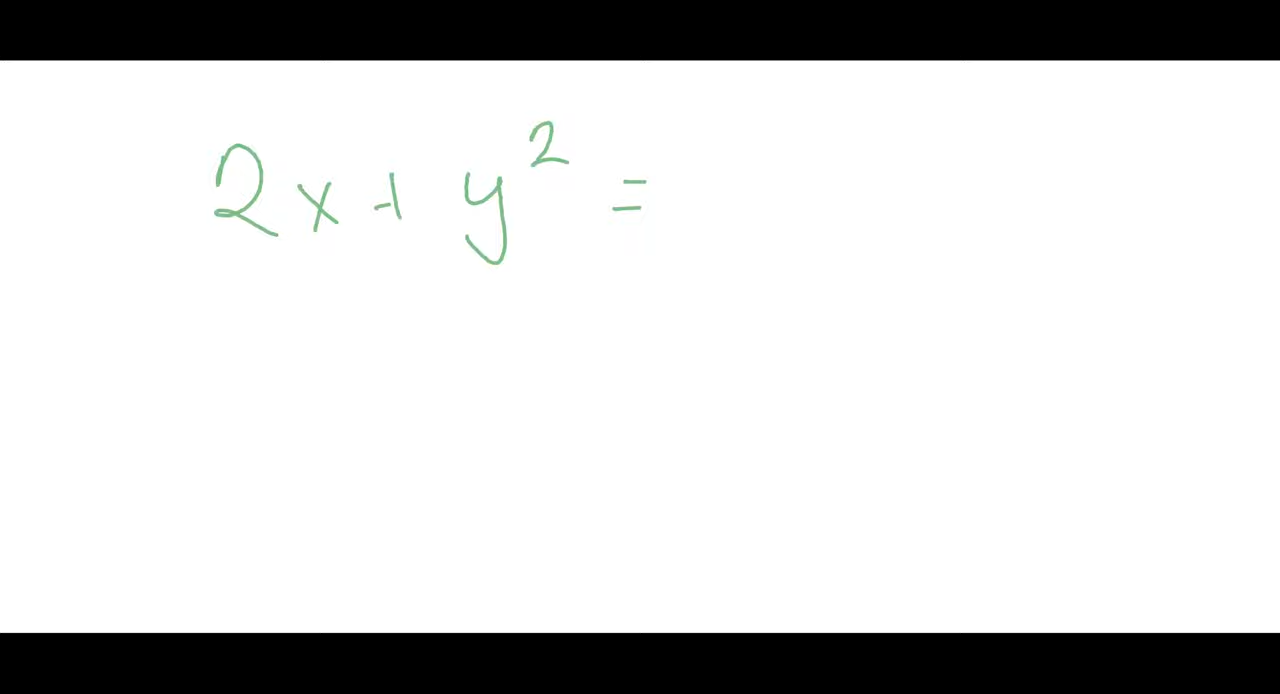 2x + y² =